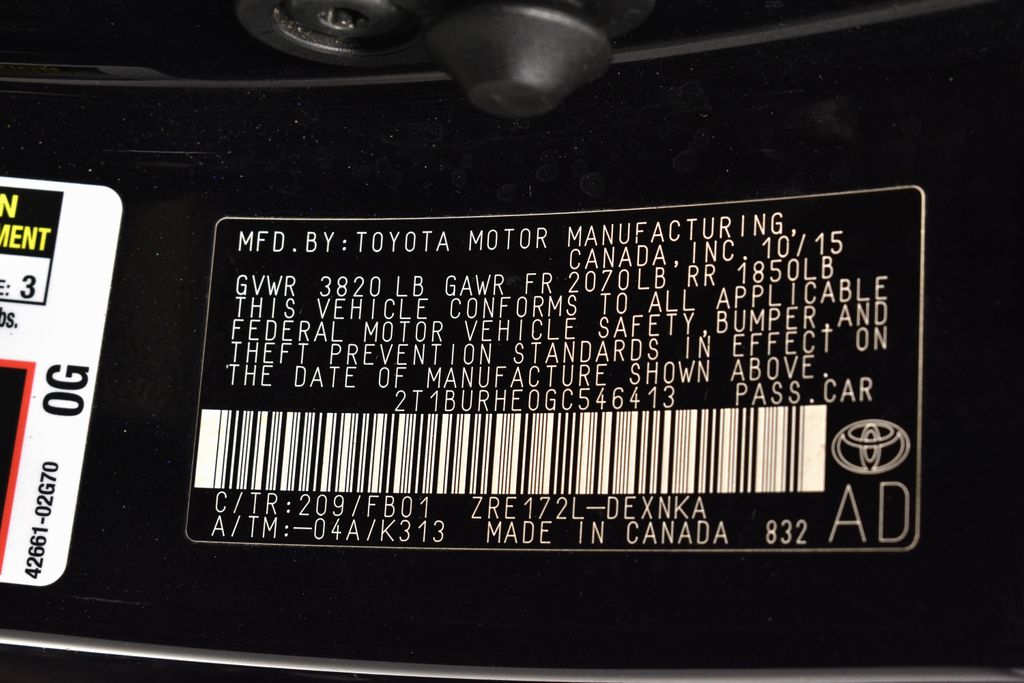 N
MENT
E: 3
bs.
0G
42661-02G70
MFD.BY:TOYOTA MOTOR MANUFACTURING,
CANADA,INC.10/15
GVWR 3820 LB GAWR FR 2070LB RR 1850LB
THIS VEHICLE CONFORMS TO ALL APPLICABLE
FEDERAL MOTOR VEHICLE SAFETY,BUMPER,AND
THEFT PREVENTION STANDARDS IN EFFECT ON
THE DATE OF MANUFACTURE SHOWN ABOVE.
2T1BURHE0GC546413 PASS.CAR
C/TR:209/FB01 ZRE172L-DEXNKA
A/TM:-04A/K313 MADE IN CANADA 832 AD